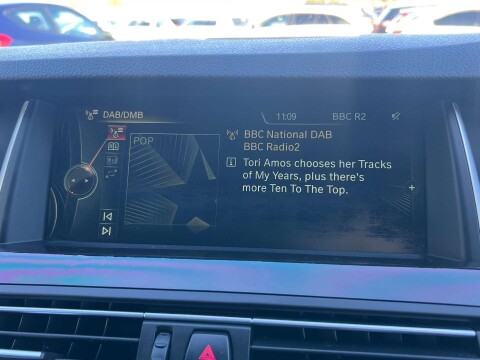 DAB/DMB
11:09
BBC R2
POP
BBC National DAB
BBC Radio2
Tori Amos chooses her Tracks
of My Years, plus there's
more Ten To The Top.